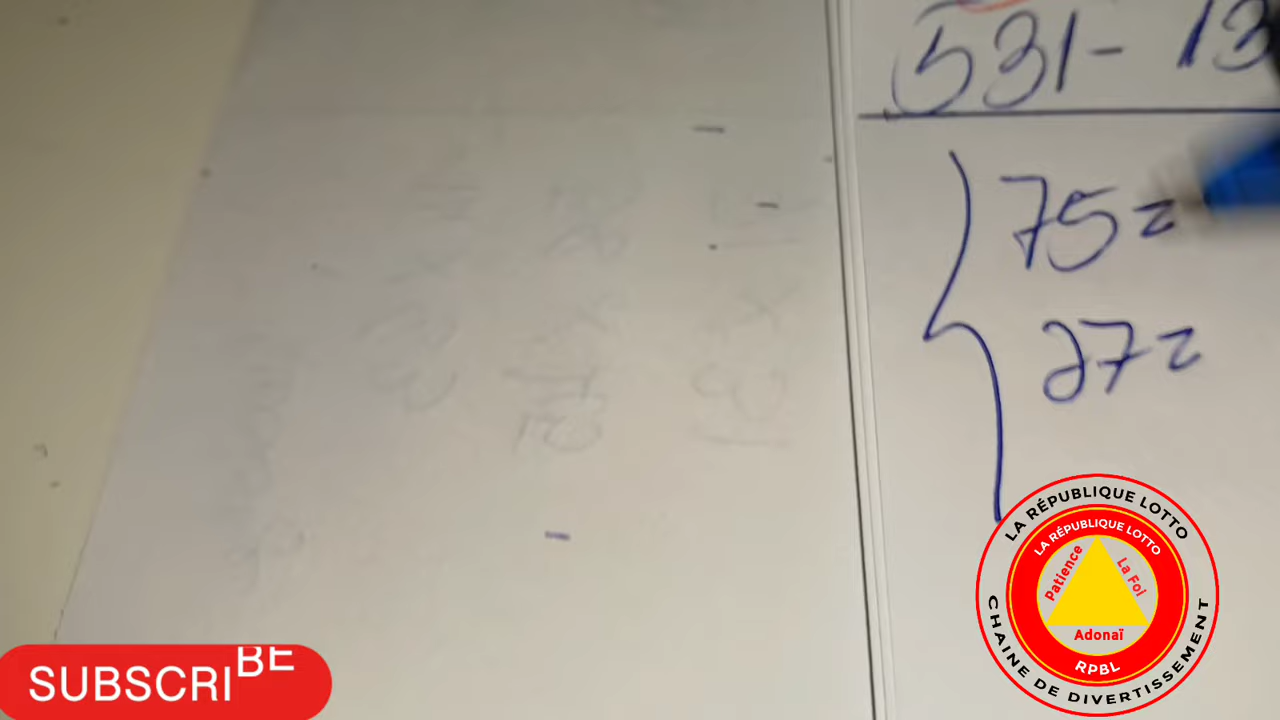 531- 13
75=
27=
LA RÉPUBLIQUE LOTTO
LA RÉPUBLIQUE LOTTO
Patience
La Foi
Adonaï
RPBL
CHAINE DE DIVERTISSEMENT
SUBSCRIBE